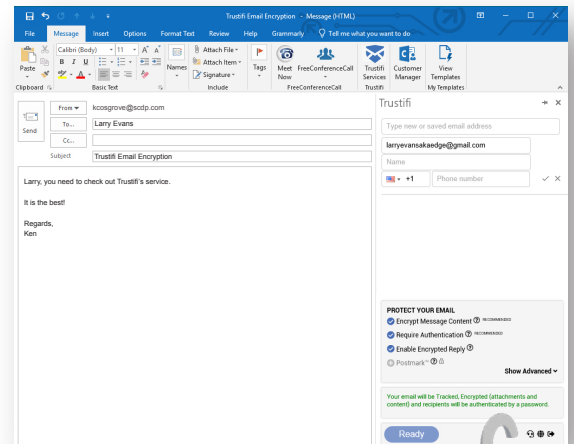 Trustifi Email Encryption - Message (HTML)
File Message Insert Options Format Text Review Help Grammarly Tell me what you want to do
Calibri (Body) 11 A A
Paste
B I U
Names
Attach File
Attach Item
Signature
Tags
Meet Now
FreeConferenceCall
Trustifi Services
Customer Manager
View Templates
Clipboard Basic Text Include FreeConferenceCall Trustifi My Templates
Send
From kcosgrove@scdp.com
To... Larry Evans
Cc...
Subject Trustifi Email Encryption
Larry, you need to check out Trustifi's service.
It is the best!
Regards,
Ken
Trustifi
Type new or saved email address
larryevansakaedge@gmail.com
Name
+1 Phone number
PROTECT YOUR EMAIL
Encrypt Message Content RECOMMENDED
Require Authentication RECOMMENDED
Enable Encrypted Reply
Postmark™
Show Advanced
Your email will be Tracked, Encrypted (attachments and
content) and recipients will be authenticated by a password.
Ready